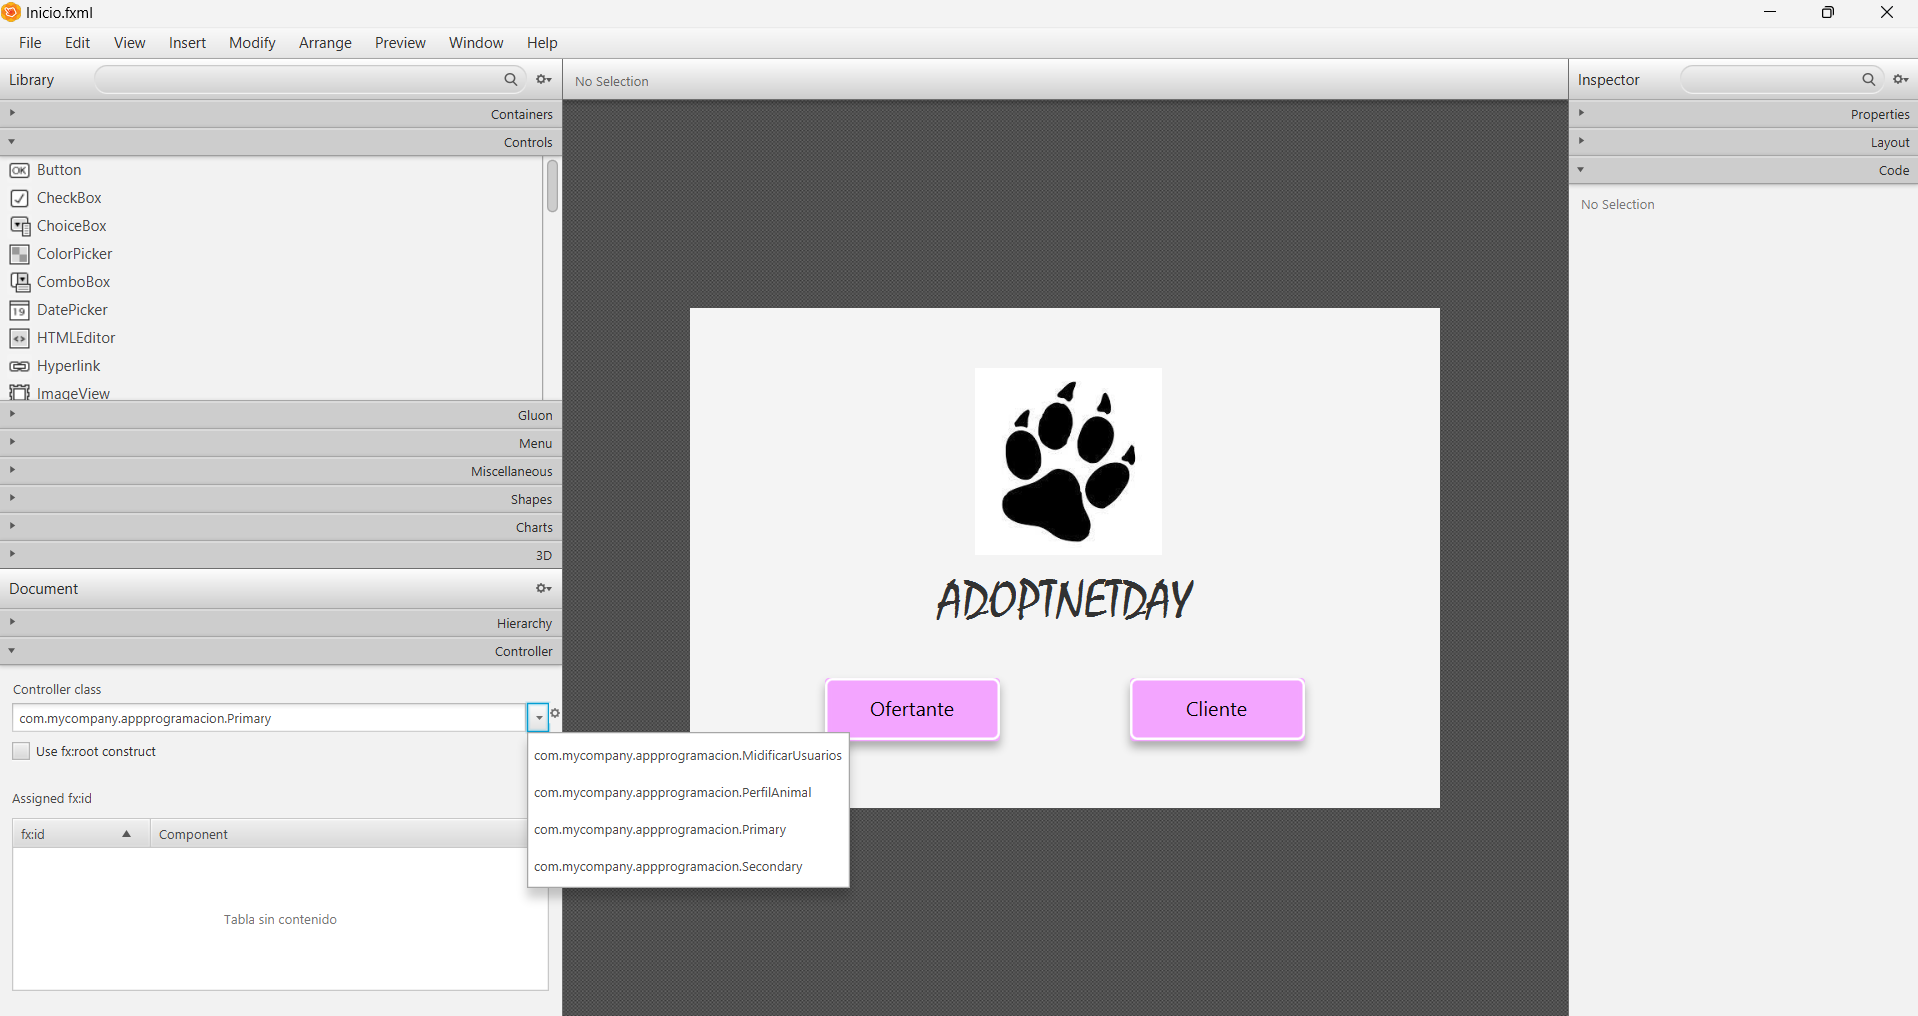 Inicio.fxml
File Edit View Insert Modify Arrange Preview Window Help
Library
No Selection
Inspector
Containers
Controls
OK Button
CheckBox
ChoiceBox
ColorPicker
ComboBox
19 DatePicker
HTMLEditor
Hyperlink
ImageView
Gluon
Menu
Miscellaneous
Shapes
Charts
3D
Document
Hierarchy
Controller
Controller class
com.mycompany.appprogramacion.Primary
Use fx:root construct
Assigned fx:id
fx:id Component
Tabla sin contenido
com.mycompany.appprogramacion.MidificarUsuarios
com.mycompany.appprogramacion.PerfilAnimal
com.mycompany.appprogramacion.Primary
com.mycompany.appprogramacion.Secondary
ADOPTNETDAY
Ofertante
Cliente
Properties
Layout
Code
No Selection